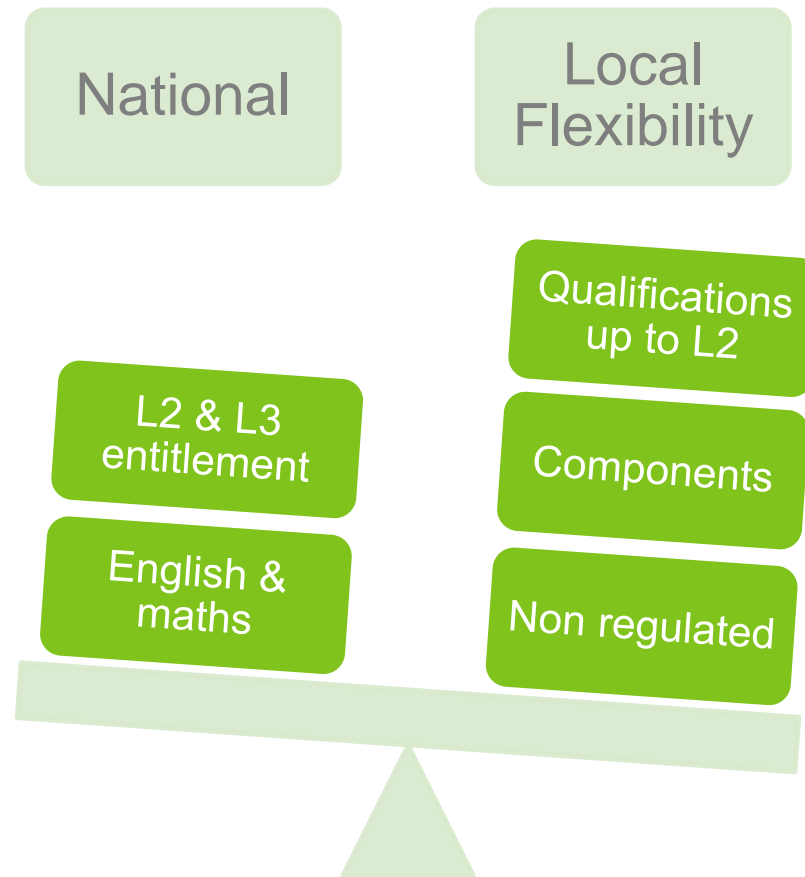 National
Local
Flexibility
L2 & L3
entitlement
English &
maths
Qualifications
up to L2
Components
Non regulated